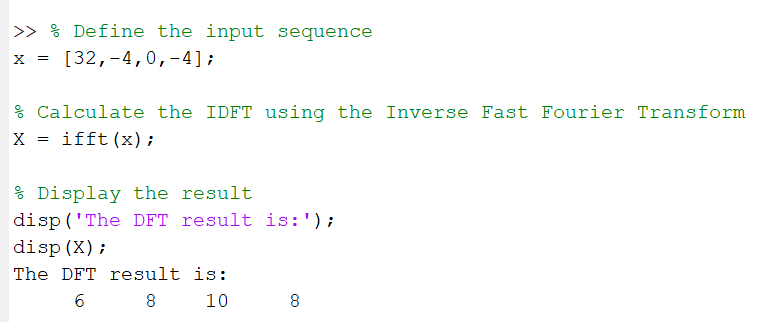 >> % Define the input sequence
x = [32,-4,0,-4];
% Calculate the IDFT using the Inverse Fast Fourier Transform
X = ifft(x);
% Display the result
disp('The DFT result is:');
disp(X);
The DFT result is:
6 8 10 8